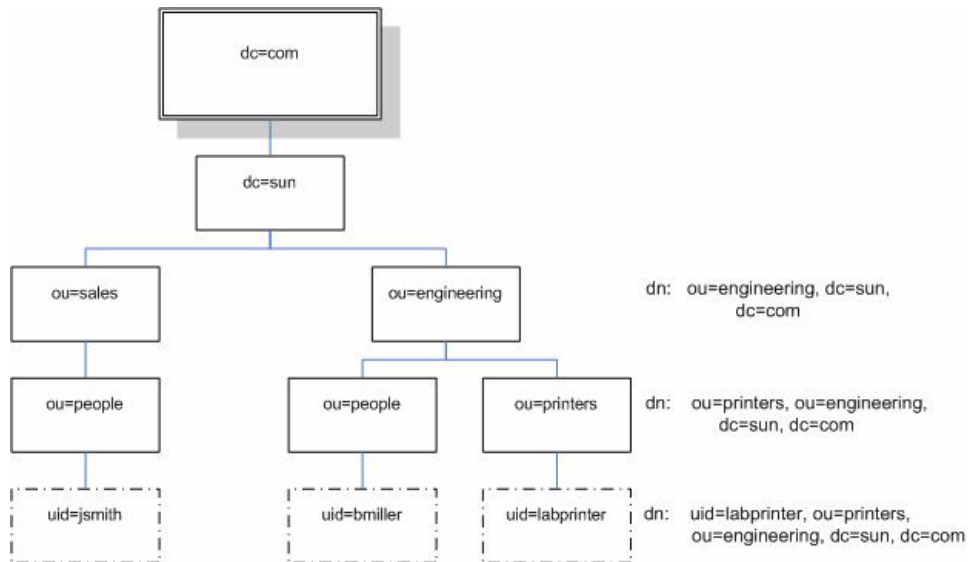 dc=com
dc=sun
ou=sales
ou=engineering
dn: ou=engineering, dc=sun,
dc=com
ou=people
ou=people
ou=printers
dn: ou=printers, ou=engineering,
dc=sun, dc=com
uid=jsmith
uid=bmiller
uid=labprinter
dn: uid=labprinter, ou=printers,
ou=engineering, dc=sun, dc=com